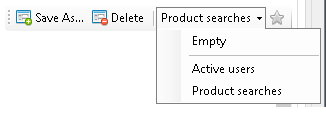 Save As... Delete Product searches
Empty
Active users
Product searches